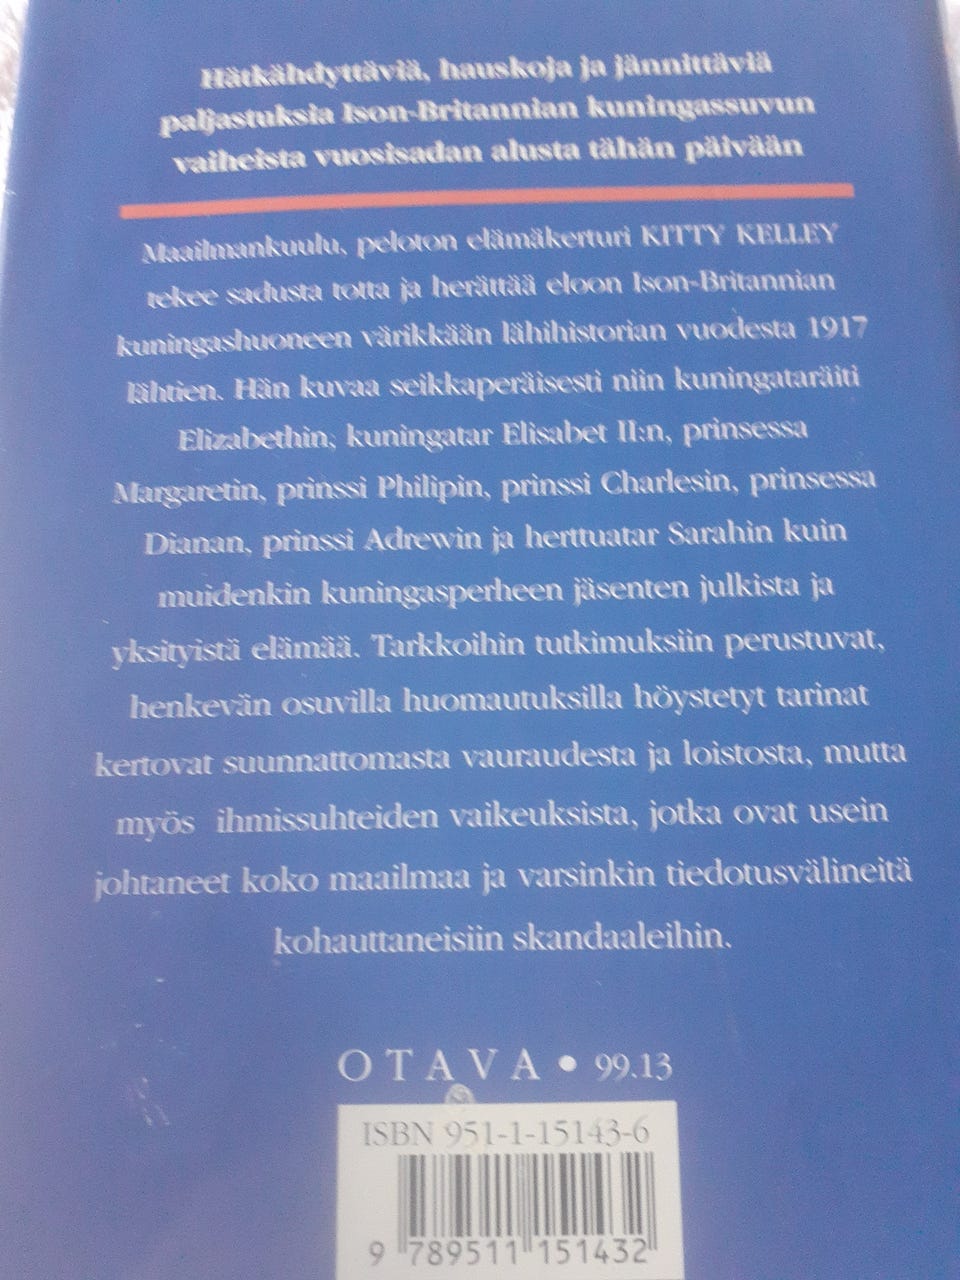 Hätkähdyttäviä, hauskoja ja jännittäviä
paljastuksia Ison-Britannian kuningassuvun
vaiheista vuosisadan alusta tähän päivään
Maailmankuulu, peloton elämäkerturi KITTY KELLEY
tekee sadusta totta ja herättää eloon Ison-Britannian
kuningashuoneen värikkään lähihistorian vuodesta 1917
lähtien. Hän kuvaa seikkaperäisesti niin kuningataräiti
Elizabethin, kuningatar Elisabet II:n, prinsessa
Margaretin, prinssi Philipin, prinssi Charlesin, prinsessa
Dianan, prinssi Adrewin ja herttuatar Sarahin kuin
muidenkin kuningasperheen jäsenten julkista ja
yksityistä elämää. Tarkkoihin tutkimuksiin perustuvat,
henkevän osuvilla huomautuksilla höystetyt tarinat
kertovat suunnattomasta vauraudesta ja loistosta, mutta
myös ihmissuhteiden vaikeuksista, jotka ovat usein
johtaneet koko maailmaa ja varsinkin tiedotusvälineitä
kohauttaneisiin skandaaleihin.
OTAVA • 99.13
ISBN 951-1-15143-6
9 789511 151432